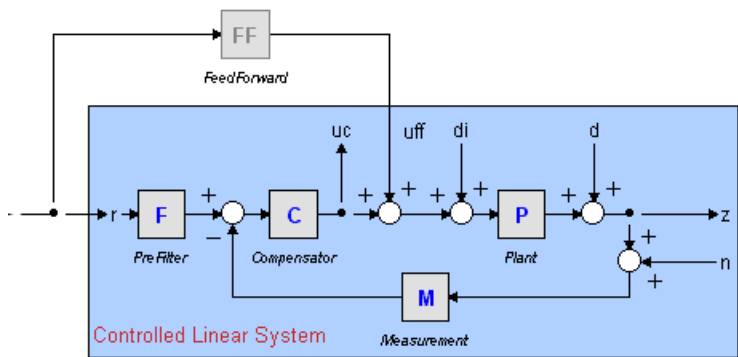 FF
FeedForward
uc
uff
di
d
+
+
+
+
+
+
+
r
F
C
P
z
PreFilter
−
Compensator
Plant
+
+
n
M
Controlled Linear System
Measurement